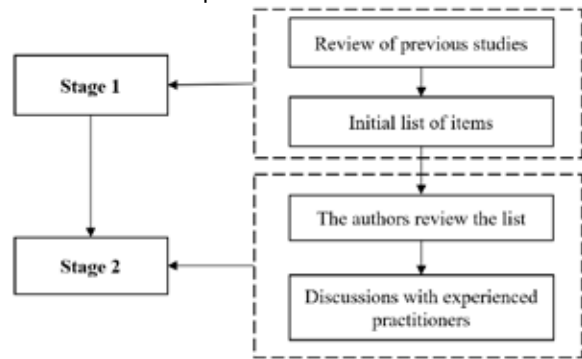 Review of previous studies
Stage 1
Initial list of items
The authors review the list
Stage 2
Discussions with experienced
practitioners